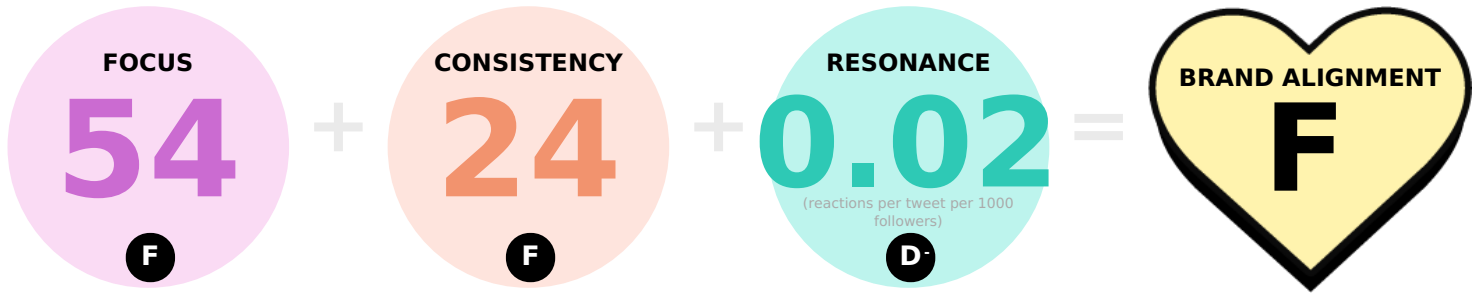 FOCUS
54
F
+
CONSISTENCY
24
F
+
RESONANCE
0.02
(reactions per tweet per 1000
followers)
D-
=
BRAND ALIGNMENT
F